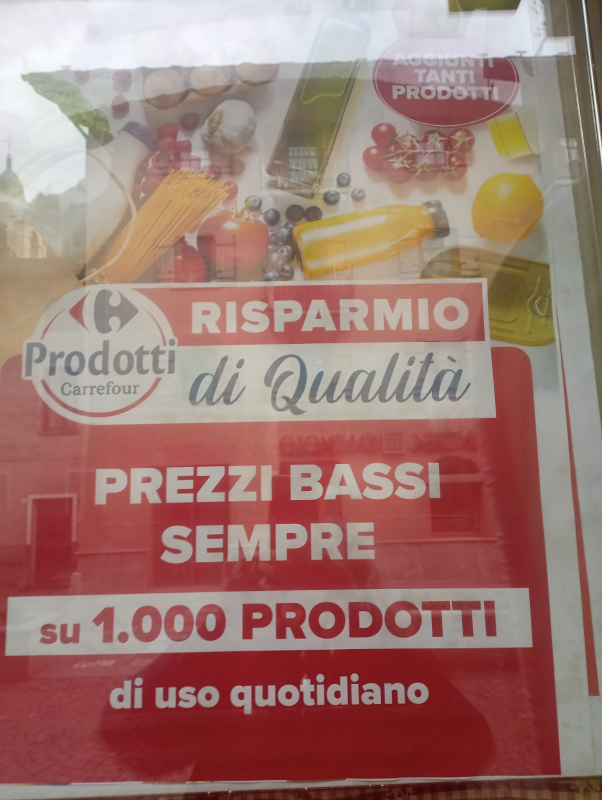 AGGIUNTI
TANTI
PRODOTTI
Prodotti
Carrefour
RISPARMIO
di Qualità
PREZZI BASSI
SEMPRE
su 1.000 PRODOTTI
di uso quotidiano